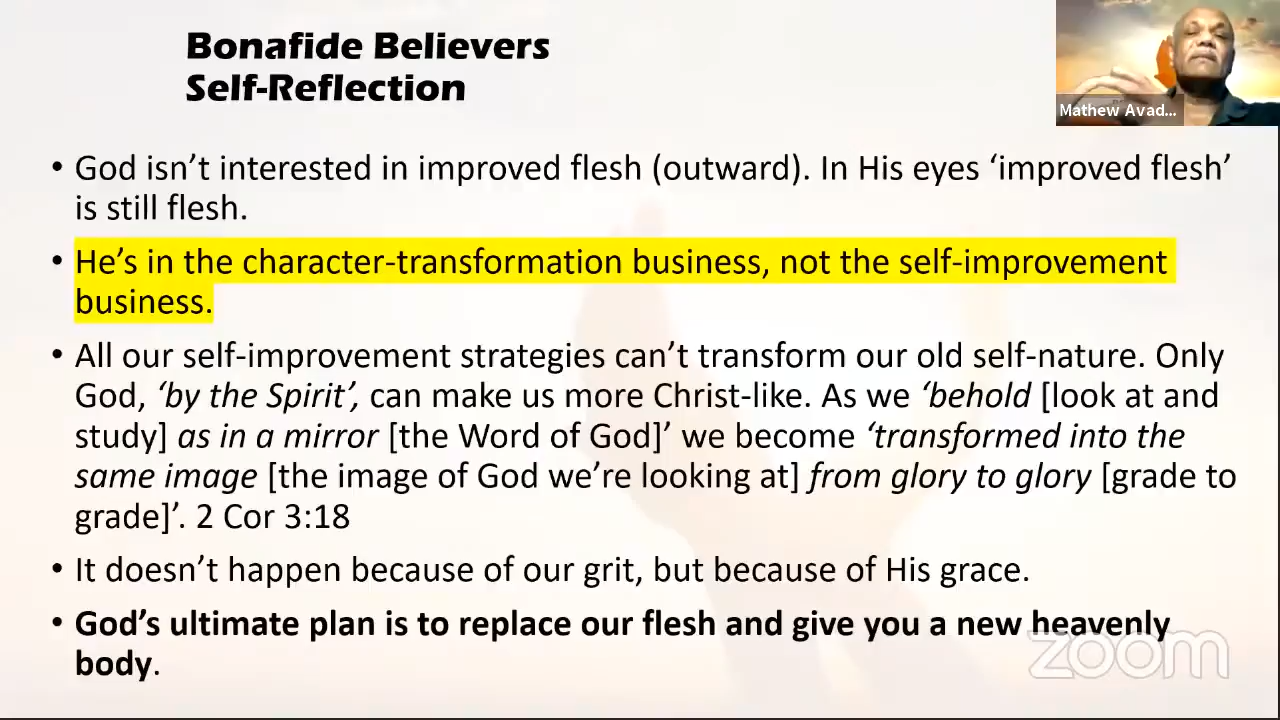 Bonafide Believers
Self-Reflection
Mathew Avad...
• God isn’t interested in improved flesh (outward). In His eyes ‘improved flesh’
is still flesh.
• He’s in the character-transformation business, not the self-improvement
business.
• All our self-improvement strategies can’t transform our old self-nature. Only
God, ‘by the Spirit’, can make us more Christ-like. As we ‘behold [look at and
study] as in a mirror [the Word of God]’ we become ‘transformed into the
same image [the image of God we’re looking at] from glory to glory [grade to
grade]’. 2 Cor 3:18
• It doesn’t happen because of our grit, but because of His grace.
• God’s ultimate plan is to replace our flesh and give you a new heavenly
body.
zoom